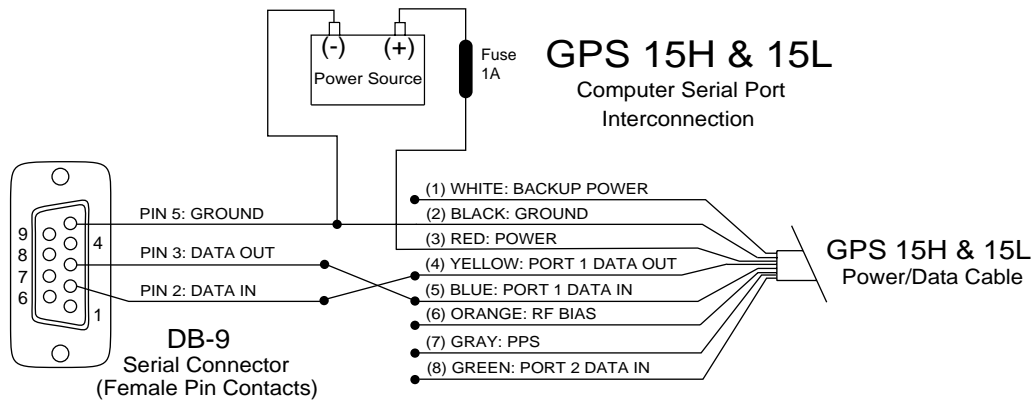 (-)
(+)
Power Source
Fuse
1A
GPS 15H & 15L
Computer Serial Port
Interconnection
9
8
7
6
4
1
PIN 5: GROUND
PIN 3: DATA OUT
PIN 2: DATA IN
(1) WHITE: BACKUP POWER
(2) BLACK: GROUND
(3) RED: POWER
(4) YELLOW: PORT 1 DATA OUT
(5) BLUE: PORT 1 DATA IN
(6) ORANGE: RF BIAS
(7) GRAY: PPS
(8) GREEN: PORT 2 DATA IN
GPS 15H & 15L
Power/Data Cable
DB-9
Serial Connector
(Female Pin Contacts)